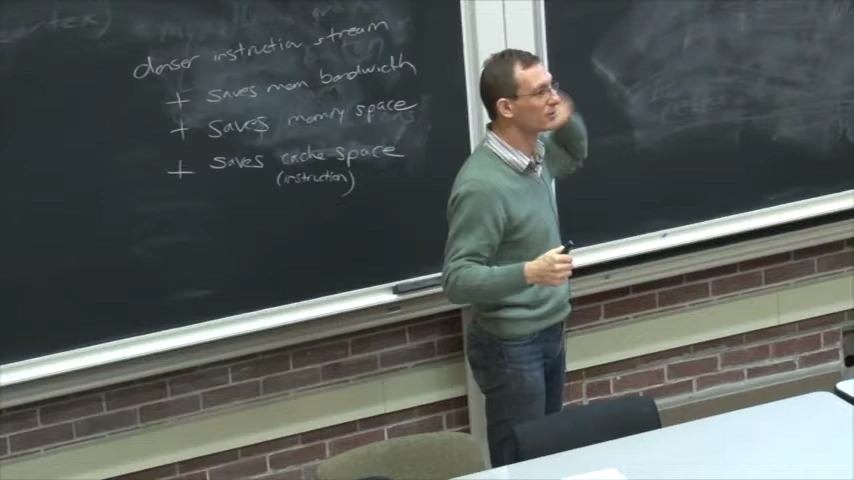 denser instruction stream
+ saves mem bandwidth
+ saves memory space
+ saves cache space
(instruction)